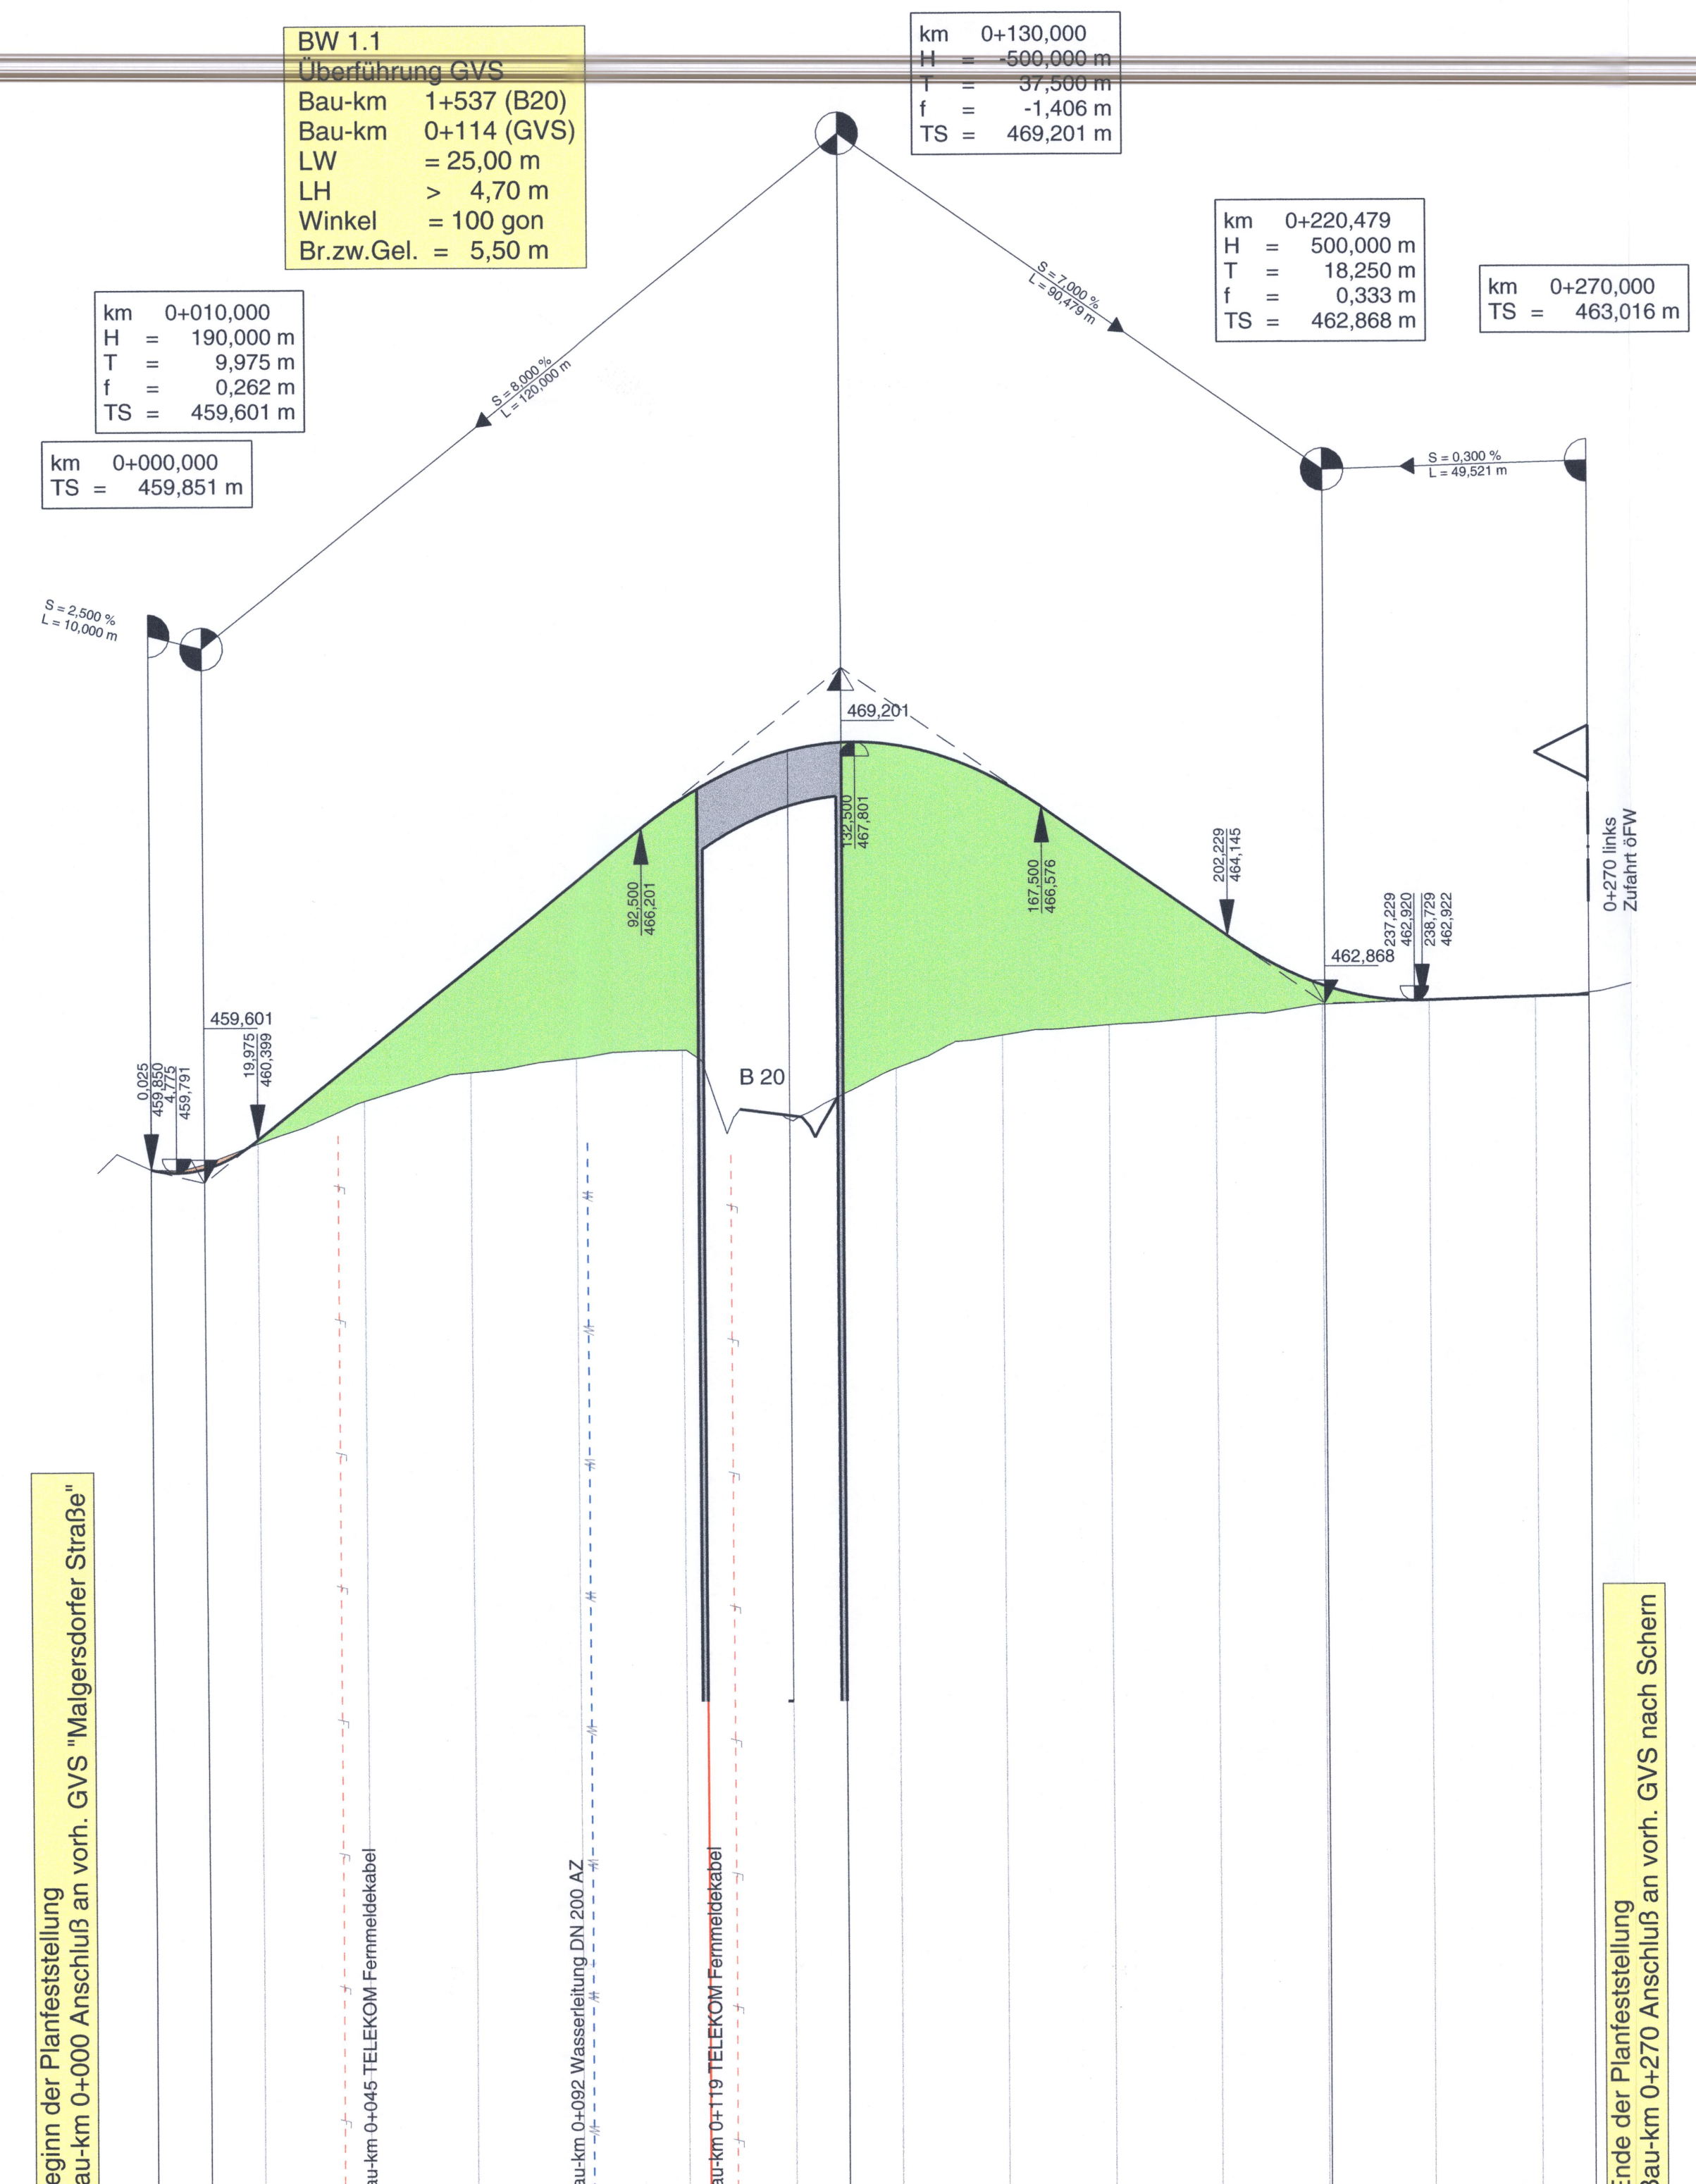 BW 1.1
Überführung GVS
Bau-km 1+537 (B20)
Bau-km 0+114 (GVS)
LW = 25,00 m
LH > 4,70 m
Winkel = 100 gon
Br.zw.Gel. = 5,50 m
km 0+130,000
H = -500,000 m
T = 37,500 m
f = -1,406 m
TS = 469,201 m
km 0+220,479
H = 500,000 m
T = 18,250 m
f = 0,333 m
TS = 462,868 m
km 0+270,000
TS = 463,016 m
km 0+010,000
H = 190,000 m
T = 9,975 m
f = 0,262 m
TS = 459,601 m
km 0+000,000
TS = 459,851 m
S = 8,000 %
L = 120,000 m
S = 7,000 %
L = 90,479 m
S = 0,300 %
L = 49,521 m
S = 2,500 %
L = 10,000 m
469,201
132,500
467,801
92,500
466,201
167,500
466,576
202,229
464,145
237,229
462,920
238,729
462,922
462,868
0+270 links
Zufahrt öFW
459,601
19,975
460,399
0,025
459,850
4,775
459,791
B 20
eginn der Planfeststellung
au-km 0+000 Anschluß an vorh. GVS "Malgersdorfer Straße"
au-km 0+045 TELEKOM Fernmeldekabel
au-km 0+092 Wasserleitung DN 200 AZ
au-km 0+119 TELEKOM Fernmeldekabel
Ende der Planfeststellung
Bau-km 0+270 Anschluß an vorh. GVS nach Schern